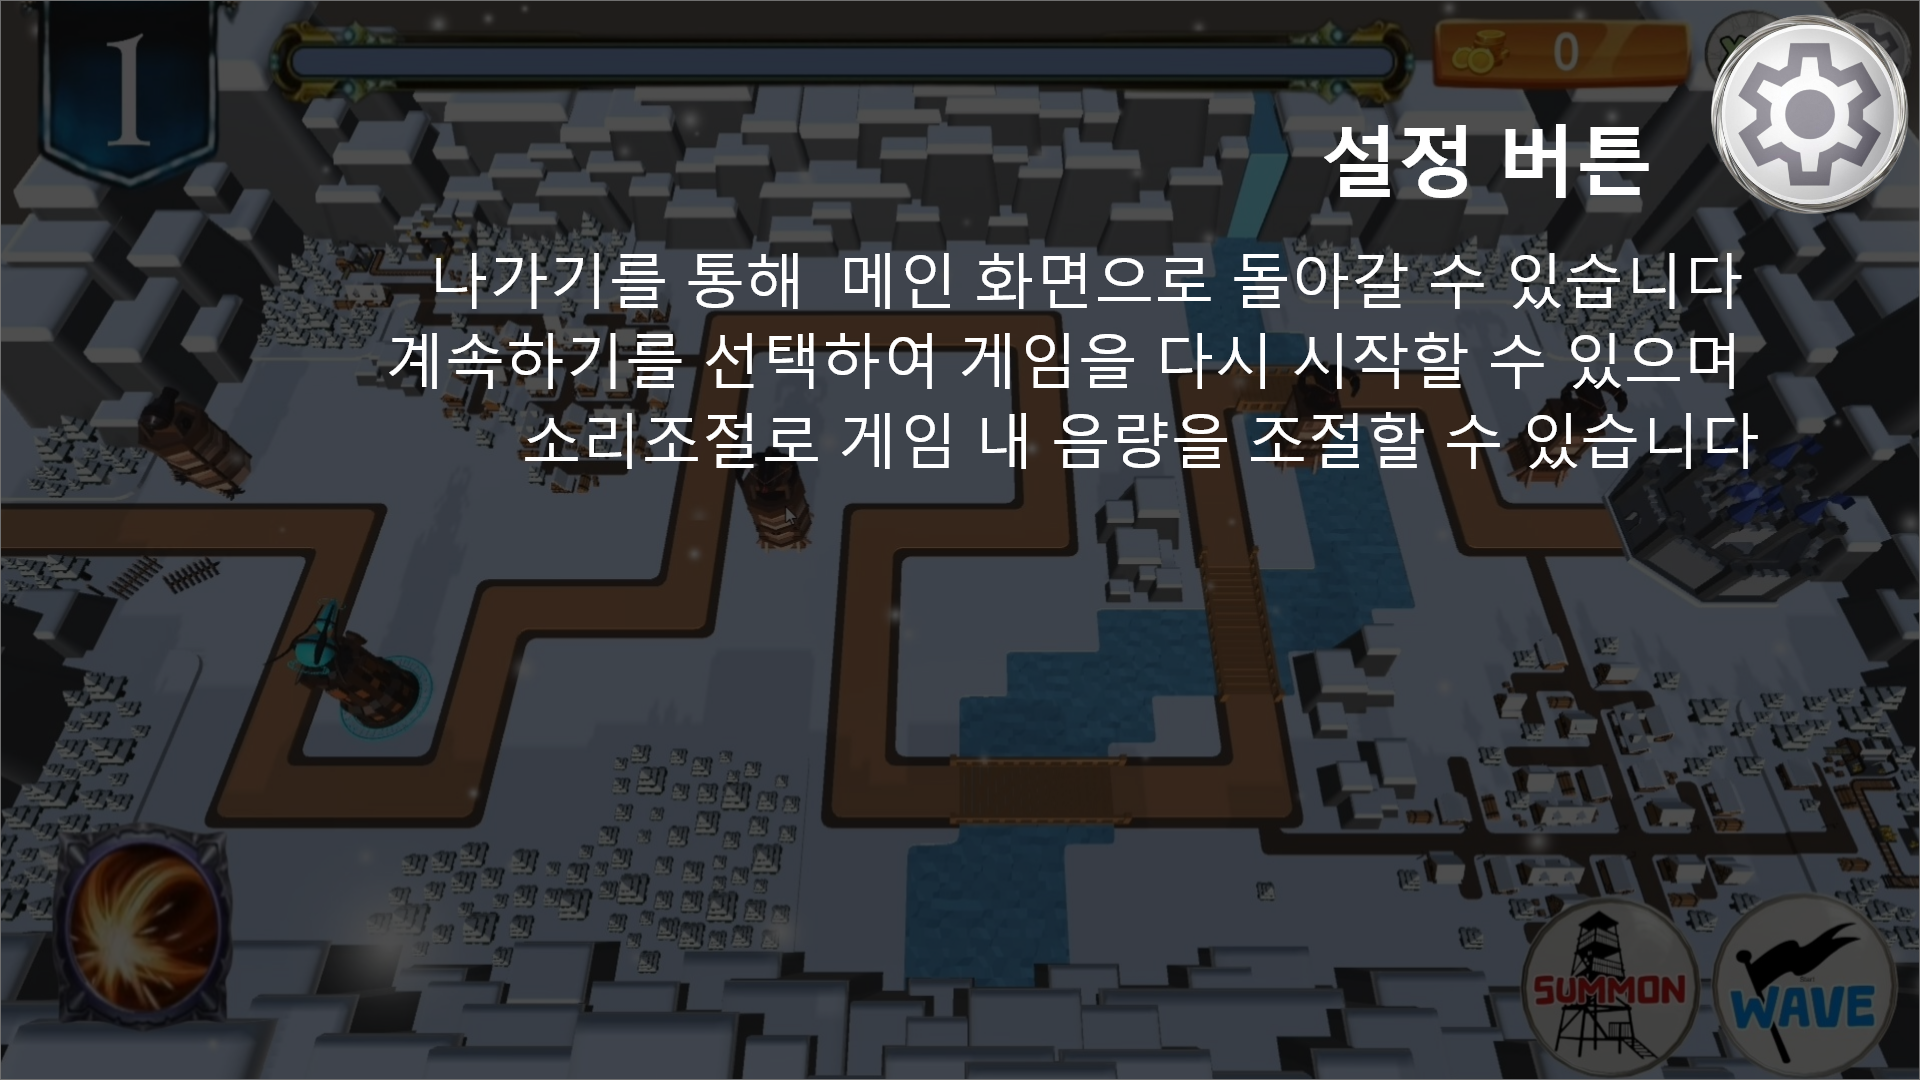 1
0
설정 버튼
나가기를 통해  메인 화면으로 돌아갈 수 있습니다
계속하기를 선택하여 게임을 다시 시작할 수 있으며
소리조절로 게임 내 음량을 조절할 수 있습니다
SUMMON
WAVE